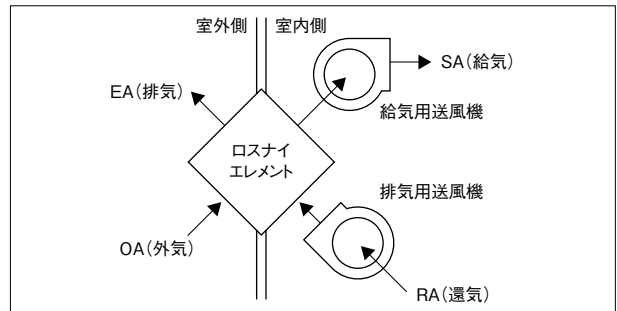 室外側
室内側
SA（給気）
EA（排気）
給気用送風機
ロスナイ
エレメント
排気用送風機
OA（外気）
RA（還気）